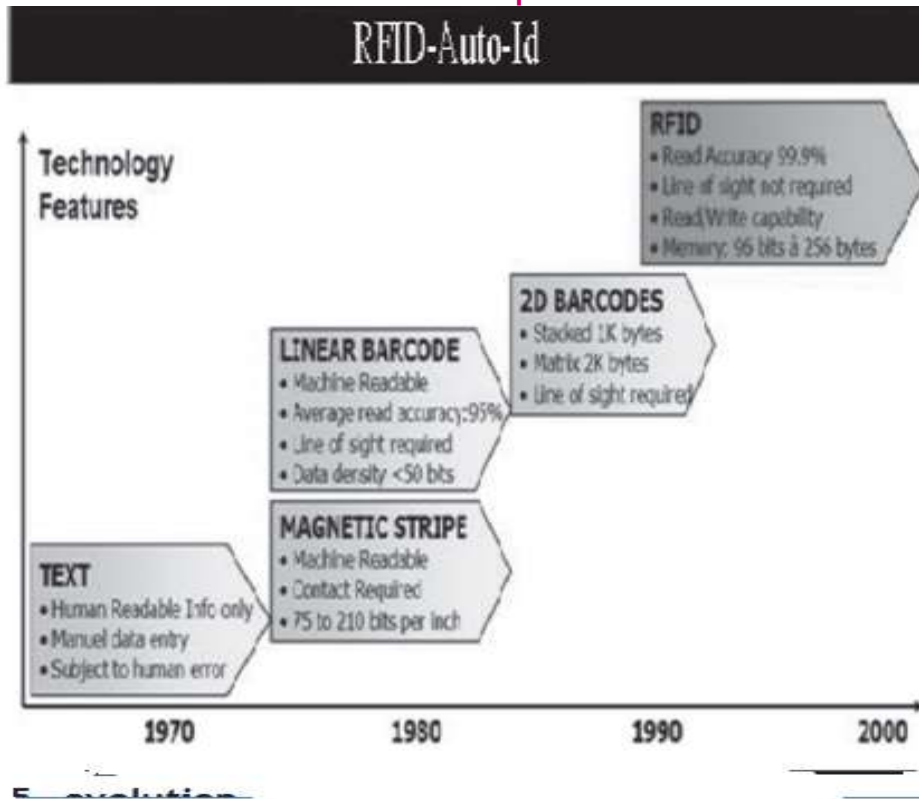 RFID-Auto-Id
Technology
Features
RFID
• Read Accuracy 99.9%
• Line of sight not required
• Read/Write capability
• Memory: 96 bits à 256 bytes
2D BARCODES
• Stacked 1K bytes
• Matrix 2K bytes
• Line of sight required
LINEAR BARCODE
• Machine Readable
• Average read accuracy:95%
• Line of sight required
• Data density <50 bits
MAGNETIC STRIPE
• Machine Readable
• Contact Required
• 75 to 210 bits per inch
TEXT
• Human Readable Info only
• Manuel data entry
• Subject to human error
1970
1980
1990
2000